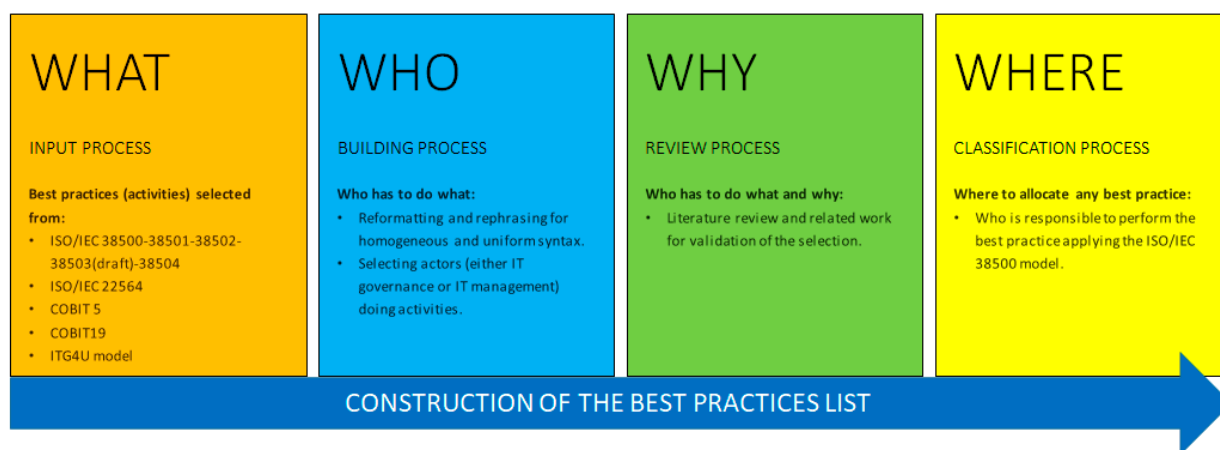 WHAT
INPUT PROCESS
Best practices (activities) selected
from:
• ISO/IEC 38500-38501-38502-
38503(draft)-38504
• ISO/IEC 22564
• COBIT 5
• COBIT19
• ITG4U model
WHO
BUILDING PROCESS
Who has to do what:
• Reformatting and rephrasing for
homogeneous and uniform syntax.
• Selecting actors (either IT
governance or IT management)
doing activities.
WHY
REVIEW PROCESS
Who has to do what and why:
• Literature review and related work
for validation of the selection.
WHERE
CLASSIFICATION PROCESS
Where to allocate any best practice:
• Who is responsible to perform the
best practice applying the ISO/IEC
38500 model.
CONSTRUCTION OF THE BEST PRACTICES LIST